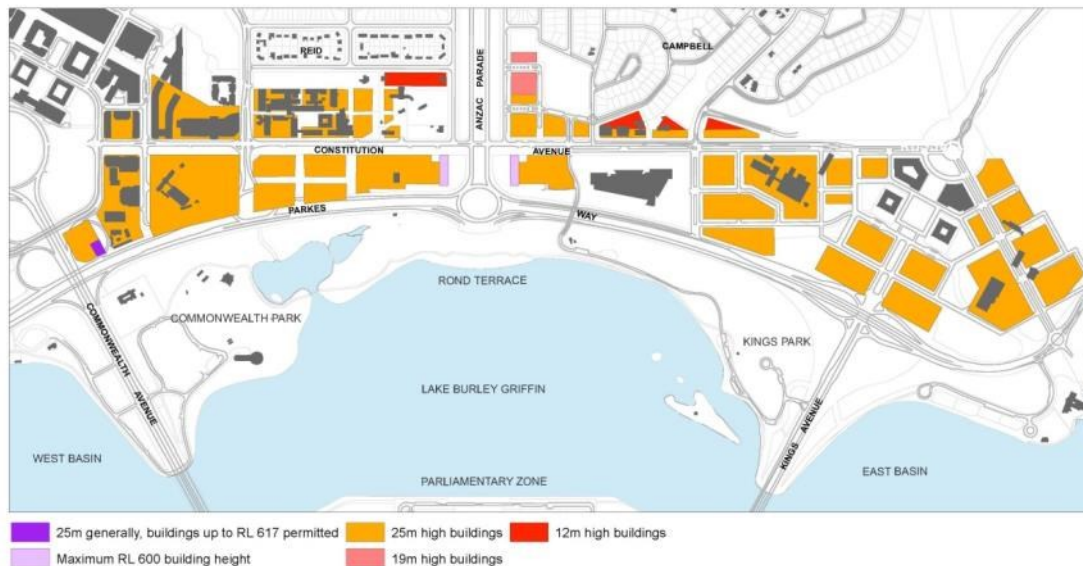 REID
ANZAC PARADE
CAMPBELL
CONSTITUTION
AVENUE
RUSSELL
PARKES
WAY
ROND TERRACE
COMMONWEALTH PARK
COMMONWEALTH AVENUE
KINGS PARK
LAKE BURLEY GRIFFIN
KINGS AVENUE
WEST BASIN
EAST BASIN
PARLIAMENTARY ZONE
25m generally, buildings up to RL 617 permitted
25m high buildings
12m high buildings
Maximum RL 600 building height
19m high buildings